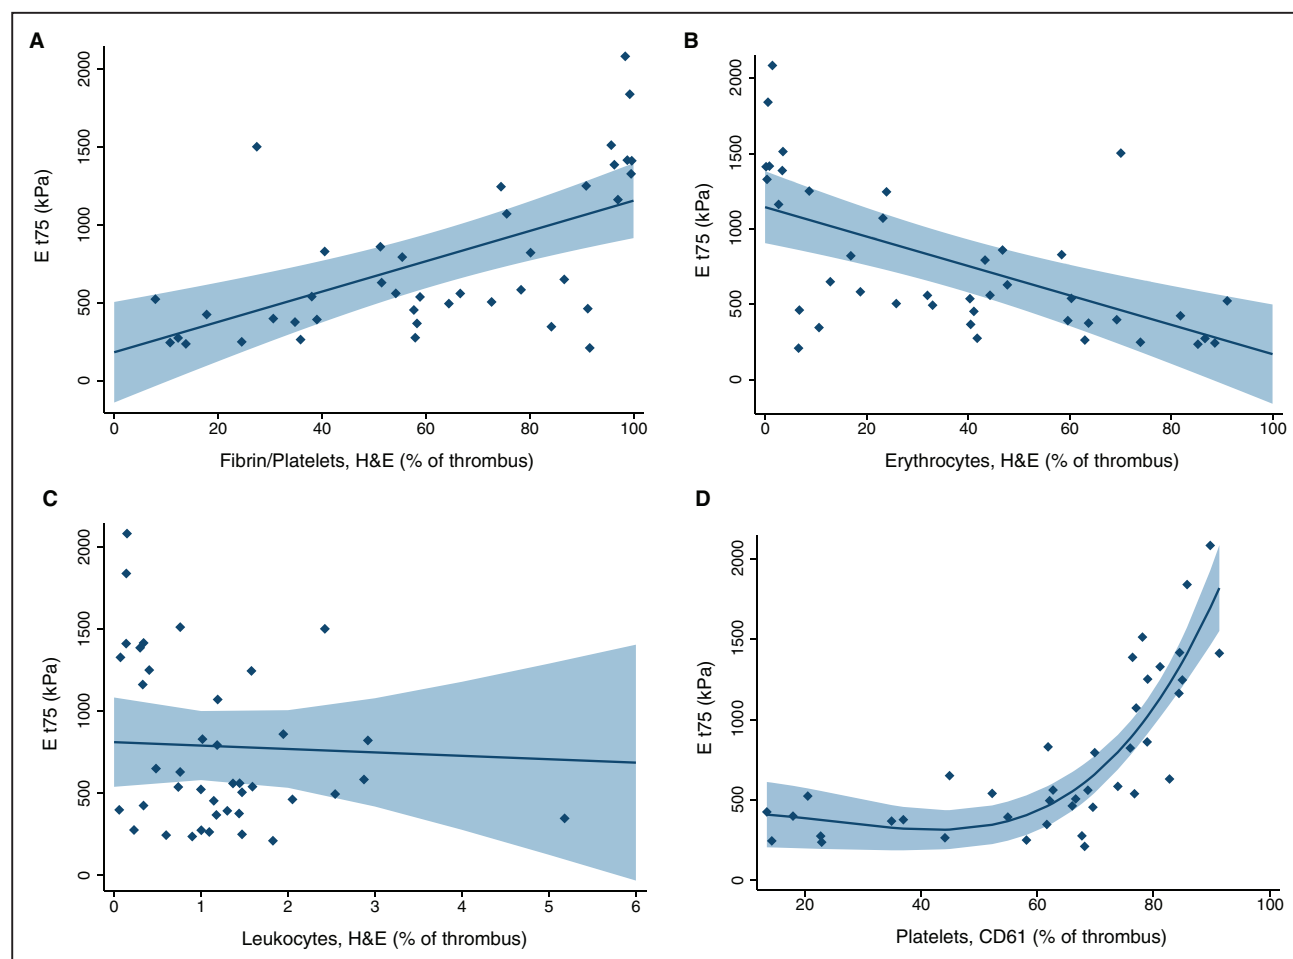 A
E t75 (kPa)
2000
1500
1000
500
0
0 20 40 60 80 100
Fibrin/Platelets, H&E (% of thrombus)
B
E t75 (kPa)
2000
1500
1000
500
0
0 20 40 60 80 100
Erythrocytes, H&E (% of thrombus)
C
E t75 (kPa)
2000
1500
1000
500
0
0 1 2 3 4 5 6
Leukocytes, H&E (% of thrombus)
D
E t75 (kPa)
2000
1500
1000
500
0
20 40 60 80 100
Platelets, CD61 (% of thrombus)